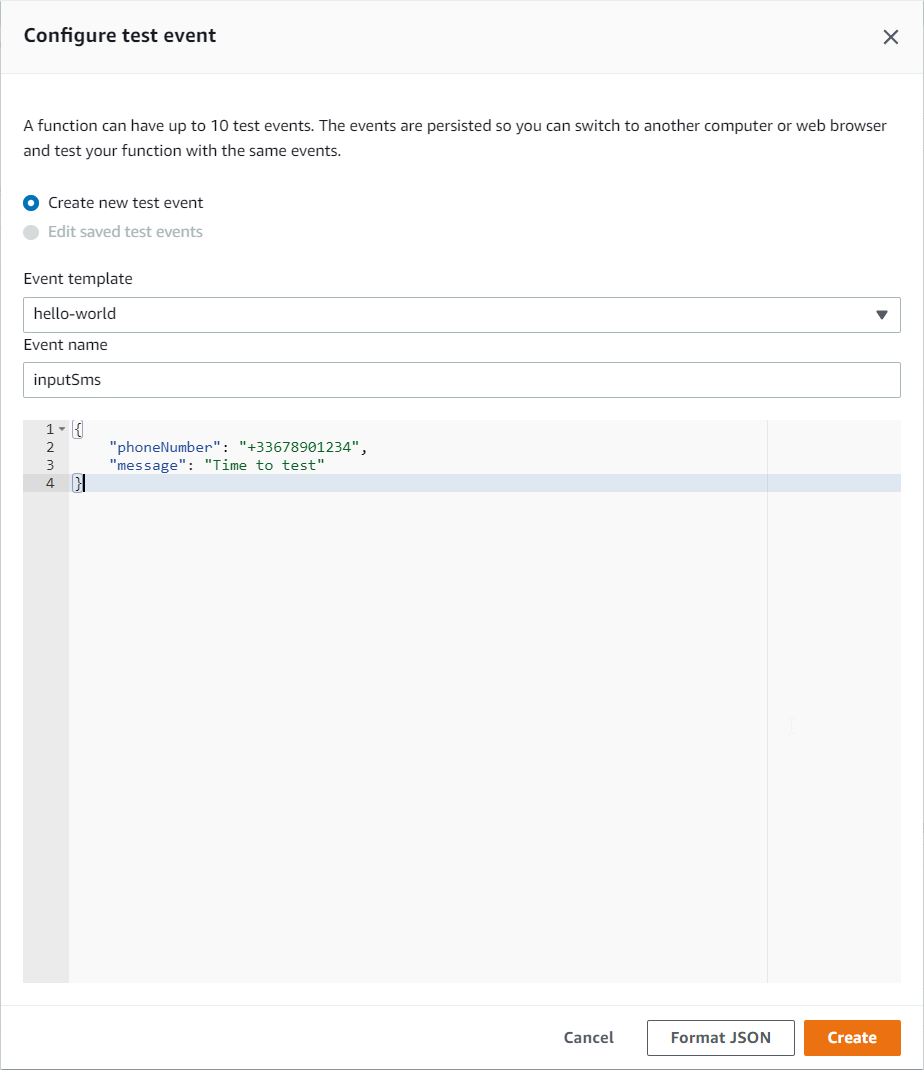 Configure test event
A function can have up to 10 test events. The events are persisted so you can switch to another computer or web browser
and test your function with the same events.
Create new test event
Edit saved test events
Event template
hello-world
Event name
inputSms
1 {
2 "phoneNumber": "+33678901234",
3 "message": "Time to test"
4 }
Cancel Format JSON Create